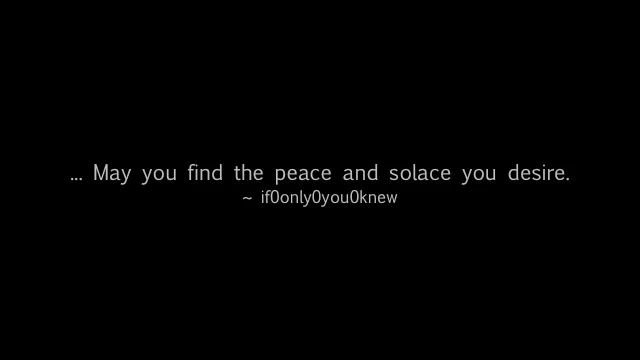 ... May you find the peace and solace you desire.
~ if0only0you0knew